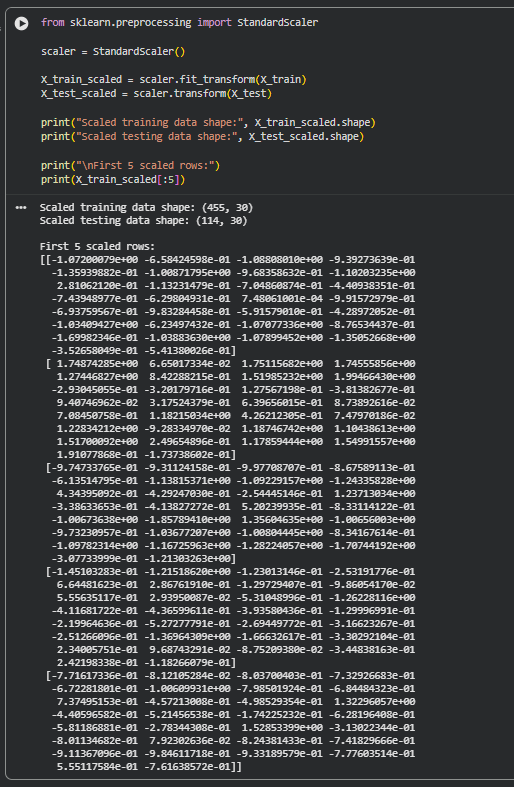 from sklearn.preprocessing import StandardScaler
scaler = StandardScaler()
X_train_scaled = scaler.fit_transform(X_train)
X_test_scaled = scaler.transform(X_test)
print("Scaled training data shape:", X_train_scaled.shape)
print("Scaled testing data shape:", X_test_scaled.shape)
print("\nFirst 5 scaled rows:")
print(X_train_scaled[:5])
Scaled training data shape: (455, 30)
Scaled testing data shape: (114, 30)
First 5 scaled rows:
[[-1.07200079e+00 -6.58424598e-01 -1.08808010e+00 -9.39273639e-01
-1.35939882e+00 -1.00871795e+00 -9.68358632e-01 -1.10203235e+00
2.81062120e-01 -1.13231479e-01 -7.04860874e-01 -4.40938351e-01
-7.43948977e-01 -6.29804931e-01 7.48061001e-04 -9.91572979e-01
-6.93759567e-01 -9.83284458e-01 -5.91579010e-01 -4.28972052e-01
-1.03409427e+00 -6.23497432e-01 -1.07077336e+00 -8.76534437e-01
-1.69982346e-01 -1.03883630e+00 -1.07899452e+00 -1.35052668e+00
-3.52658049e-01 -5.41380026e-01]
[ 1.74874285e+00 6.65017334e-02 1.75115682e+00 1.74555856e+00
1.27446827e+00 8.42288215e-01 1.51985232e+00 1.99466430e+00
-2.93045055e-01 -3.20179716e-01 1.27567198e-01 -3.81382677e-01
9.40746962e-02 3.17524379e-01 6.39656015e-01 8.73892616e-02
7.08450758e-01 1.18215034e+00 4.26212305e-01 7.47970186e-02
1.22834212e+00 -9.28334970e-02 1.18746742e+00 1.10438613e+00
1.51700092e+00 2.49654896e-01 1.17859444e+00 1.54991557e+00
1.91077868e-01 -1.73738602e-01]
[-9.74733765e-01 -9.31124158e-01 -9.97708707e-01 -8.67589113e-01
-6.13514795e-01 -1.13815371e+00 -1.09229157e+00 -1.24335828e+00
4.34395092e-01 -4.29247030e-01 -2.54445146e-01 1.23713034e+00
-3.38633653e-01 -4.13827272e-01 5.20239935e-01 -8.33114122e-01
-1.00673638e+00 -1.85789410e+00 1.35604635e+00 -1.00656003e+00
-9.73230957e-01 -1.03677207e+00 -1.00804445e+00 -8.34167614e-01
-1.09782314e+00 -1.16725963e+00 -1.28224057e+00 -1.70744192e+00
-3.07733999e-01 -1.21303263e+00]
[-1.45103283e-01 -1.21518620e+00 -1.23013146e-01 -2.53191776e-01
6.64481623e-01 2.86761910e-01 -1.29729407e-01 -9.86054170e-02
5.55635117e-01 2.93950087e-02 -5.31048996e-01 -1.26228116e+00
-4.11681722e-01 -4.36599611e-01 -3.93580436e-01 -1.29996991e-01
-2.19964636e-01 -5.27277791e-01 -2.69449772e-01 -3.16623267e-01
-2.51266096e-01 -1.36964309e+00 -1.66632617e-01 -3.30292104e-01
2.34005751e-01 9.68743291e-02 -8.75209380e-02 -3.44838163e-01
2.42198338e-01 -1.18266079e-01]
[-7.71617336e-01 -8.12105284e-02 -8.03700403e-01 -7.32926683e-01
-6.72281801e-01 -1.00609931e+00 -7.98501924e-01 -6.84484323e-01
7.37495153e-01 -4.57213008e-01 -4.98529354e-01 1.32296057e+00
-4.40596582e-01 -5.21456538e-01 -1.74225232e-01 -6.28196408e-01
-5.81186881e-01 -2.78344308e-01 1.52853399e+00 -3.13022344e-01
-8.01134682e-01 7.92302636e-02 -8.24381433e-01 -7.41829666e-01
-9.11367096e-01 -9.84611718e-01 -9.33189579e-01 -7.77603514e-01
5.55117584e-01 -7.61638572e-01]]